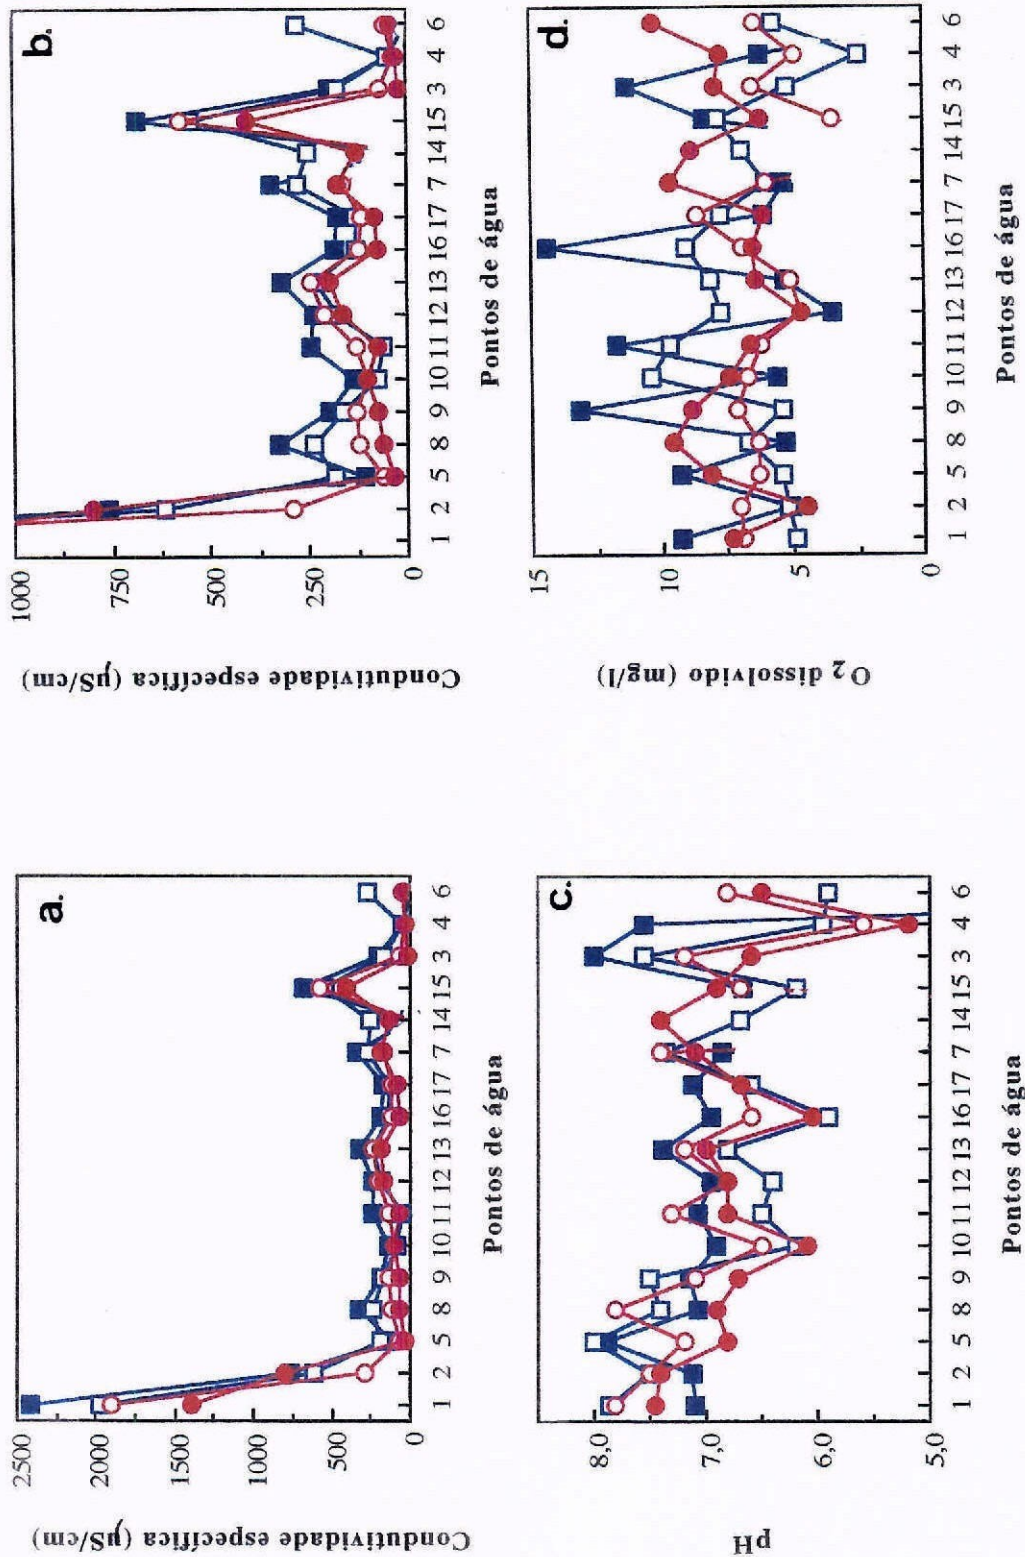 a.
Condutividade específica (µS/cm)
2500
2000
1500
1000
500
0
1 2 5 8 9 10 11 12 13 16 17 7 14 15 3 4 6
Pontos de água
b.
Condutividade específica (µS/cm)
1000
750
500
250
0
1 2 5 8 9 10 11 12 13 16 17 7 14 15 3 4 6
Pontos de água
c.
pH
8,0
7,0
6,0
5,0
1 2 5 8 9 10 11 12 13 16 17 7 14 15 3 4 6
Pontos de água
d.
O2 dissolvido (mg/l)
15
10
5
0
1 2 5 8 9 10 11 12 13 16 17 7 14 15 3 4 6
Pontos de água